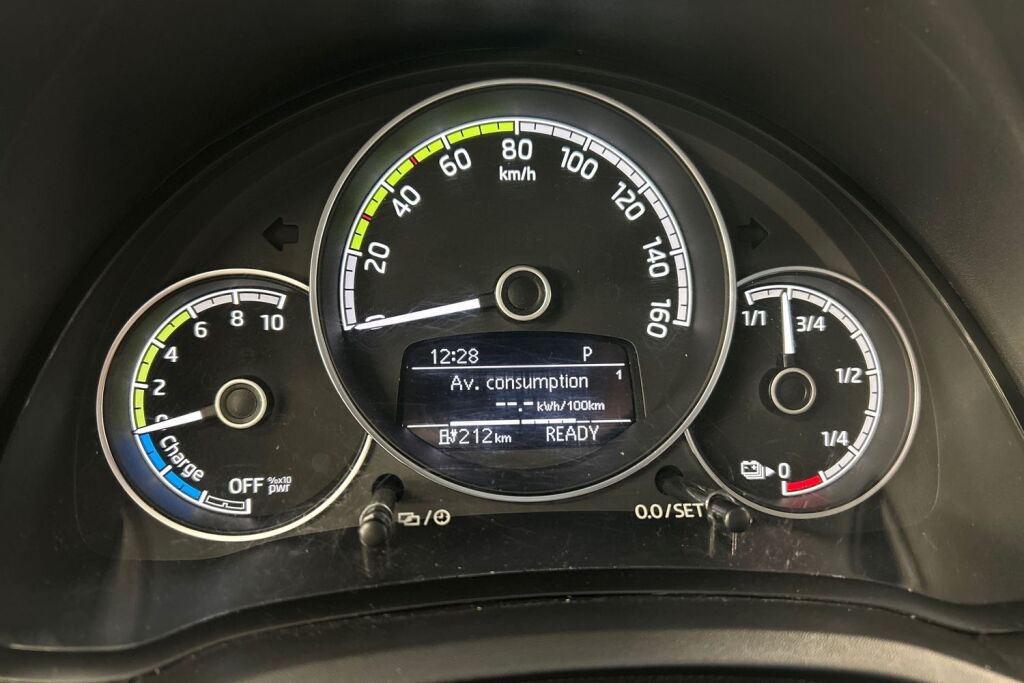 80
km/h
60
100
40
120
20
140
0
160
6
8
10
4
2
0
Charge
OFF
%x10
pwr
12:28 P
Av. consumption 1
--.- kWh/100km
212 km READY
1/1
3/4
1/2
1/4
0
0.0/SET